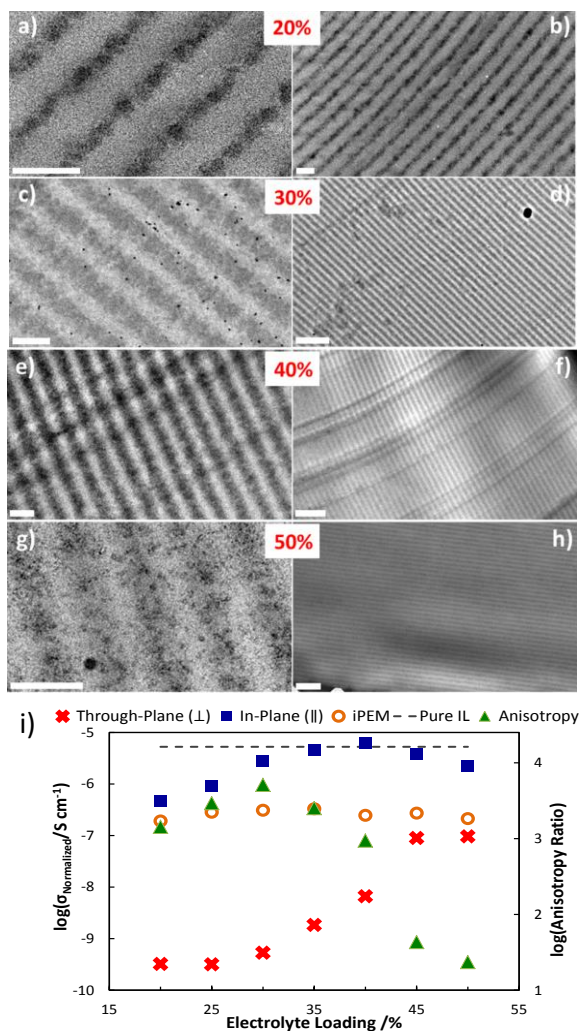 a) 20% b)
c) 30% d)
e) 40% f)
g) 50% h)
i) Through-Plane (⊥) In-Plane (∥) iPEM Pure IL Anisotropy
-5
-6
-7
-8
-9
-10
log(σNormalized/S cm⁻¹)
4
3
2
1
log(Anisotropy Ratio)
15 25 35 45 55
Electrolyte Loading /%